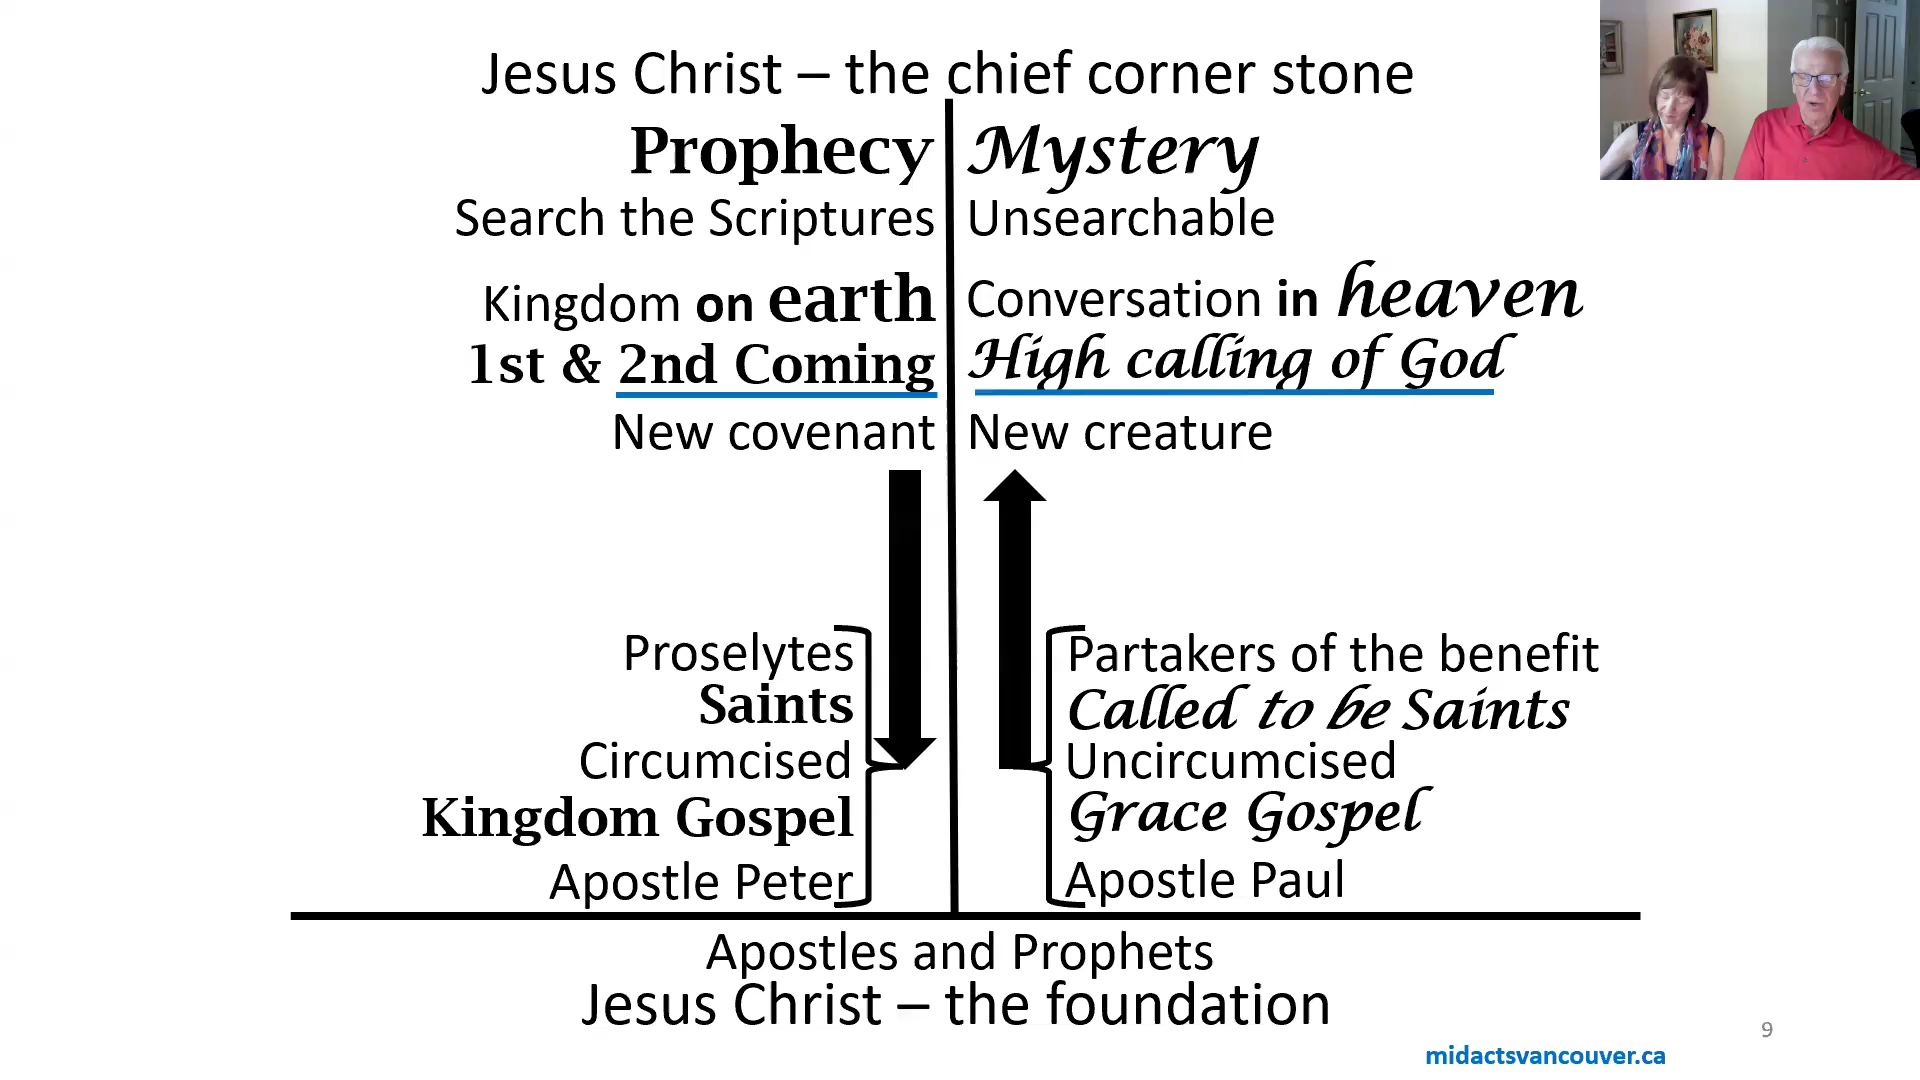 Jesus Christ – the chief corner stone
Prophecy Mystery
Search the Scriptures Unsearchable
Kingdom on earth Conversation in heaven
1st & 2nd Coming High calling of God
New covenant New creature
Proselytes Partakers of the benefit
Saints Called to be Saints
Circumcised Uncircumcised
Kingdom Gospel Grace Gospel
Apostle Peter Apostle Paul
Apostles and Prophets
Jesus Christ – the foundation
9
midactsvancouver.ca